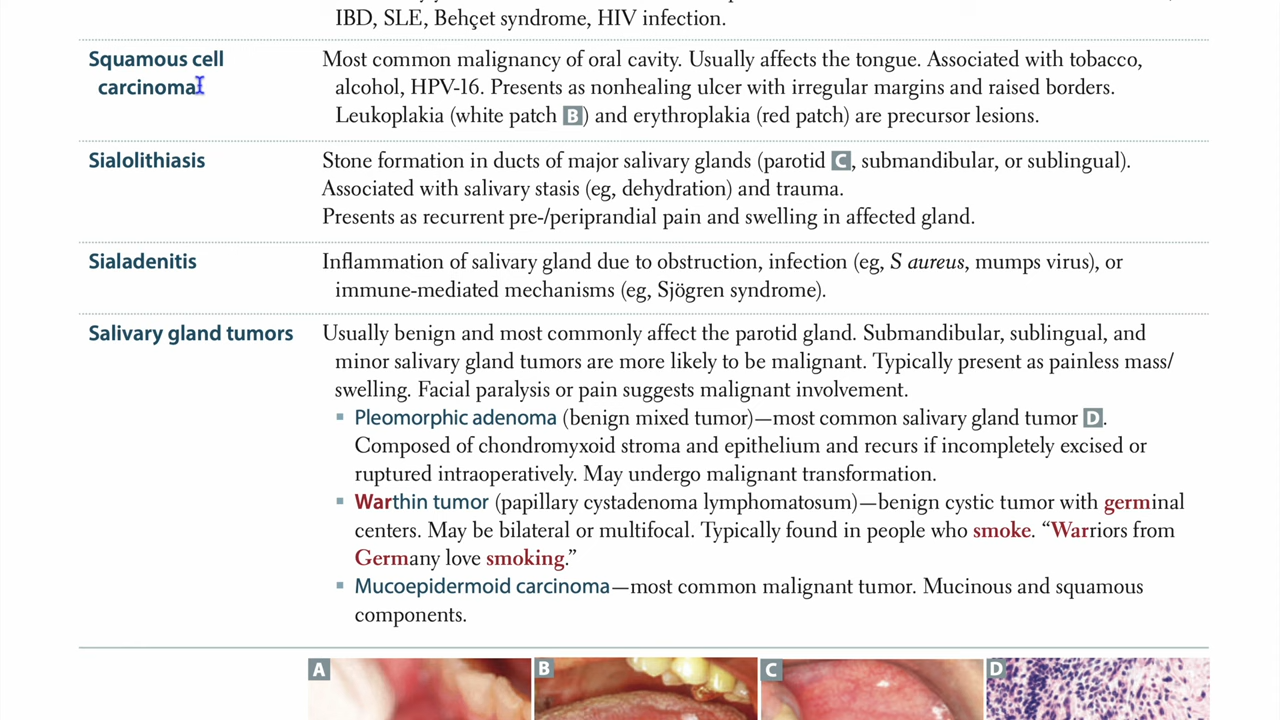 IBD, SLE, Behçet syndrome, HIV infection.
Squamous cell
carcinoma
Most common malignancy of oral cavity. Usually affects the tongue. Associated with tobacco,
alcohol, HPV-16. Presents as nonhealing ulcer with irregular margins and raised borders.
Leukoplakia (white patch B) and erythroplakia (red patch) are precursor lesions.
Sialolithiasis
Stone formation in ducts of major salivary glands (parotid C, submandibular, or sublingual).
Associated with salivary stasis (eg, dehydration) and trauma.
Presents as recurrent pre-/periprandial pain and swelling in affected gland.
Sialadenitis
Inflammation of salivary gland due to obstruction, infection (eg, S aureus, mumps virus), or
immune-mediated mechanisms (eg, Sjögren syndrome).
Salivary gland tumors
Usually benign and most commonly affect the parotid gland. Submandibular, sublingual, and
minor salivary gland tumors are more likely to be malignant. Typically present as painless mass/
swelling. Facial paralysis or pain suggests malignant involvement.
▪ Pleomorphic adenoma (benign mixed tumor)—most common salivary gland tumor D.
Composed of chondromyxoid stroma and epithelium and recurs if incompletely excised or
ruptured intraoperatively. May undergo malignant transformation.
▪ Warthin tumor (papillary cystadenoma lymphomatosum)—benign cystic tumor with germinal
centers. May be bilateral or multifocal. Typically found in people who smoke. “Warriors from
Germany love smoking.”
▪ Mucoepidermoid carcinoma—most common malignant tumor. Mucinous and squamous
components.
A B C D